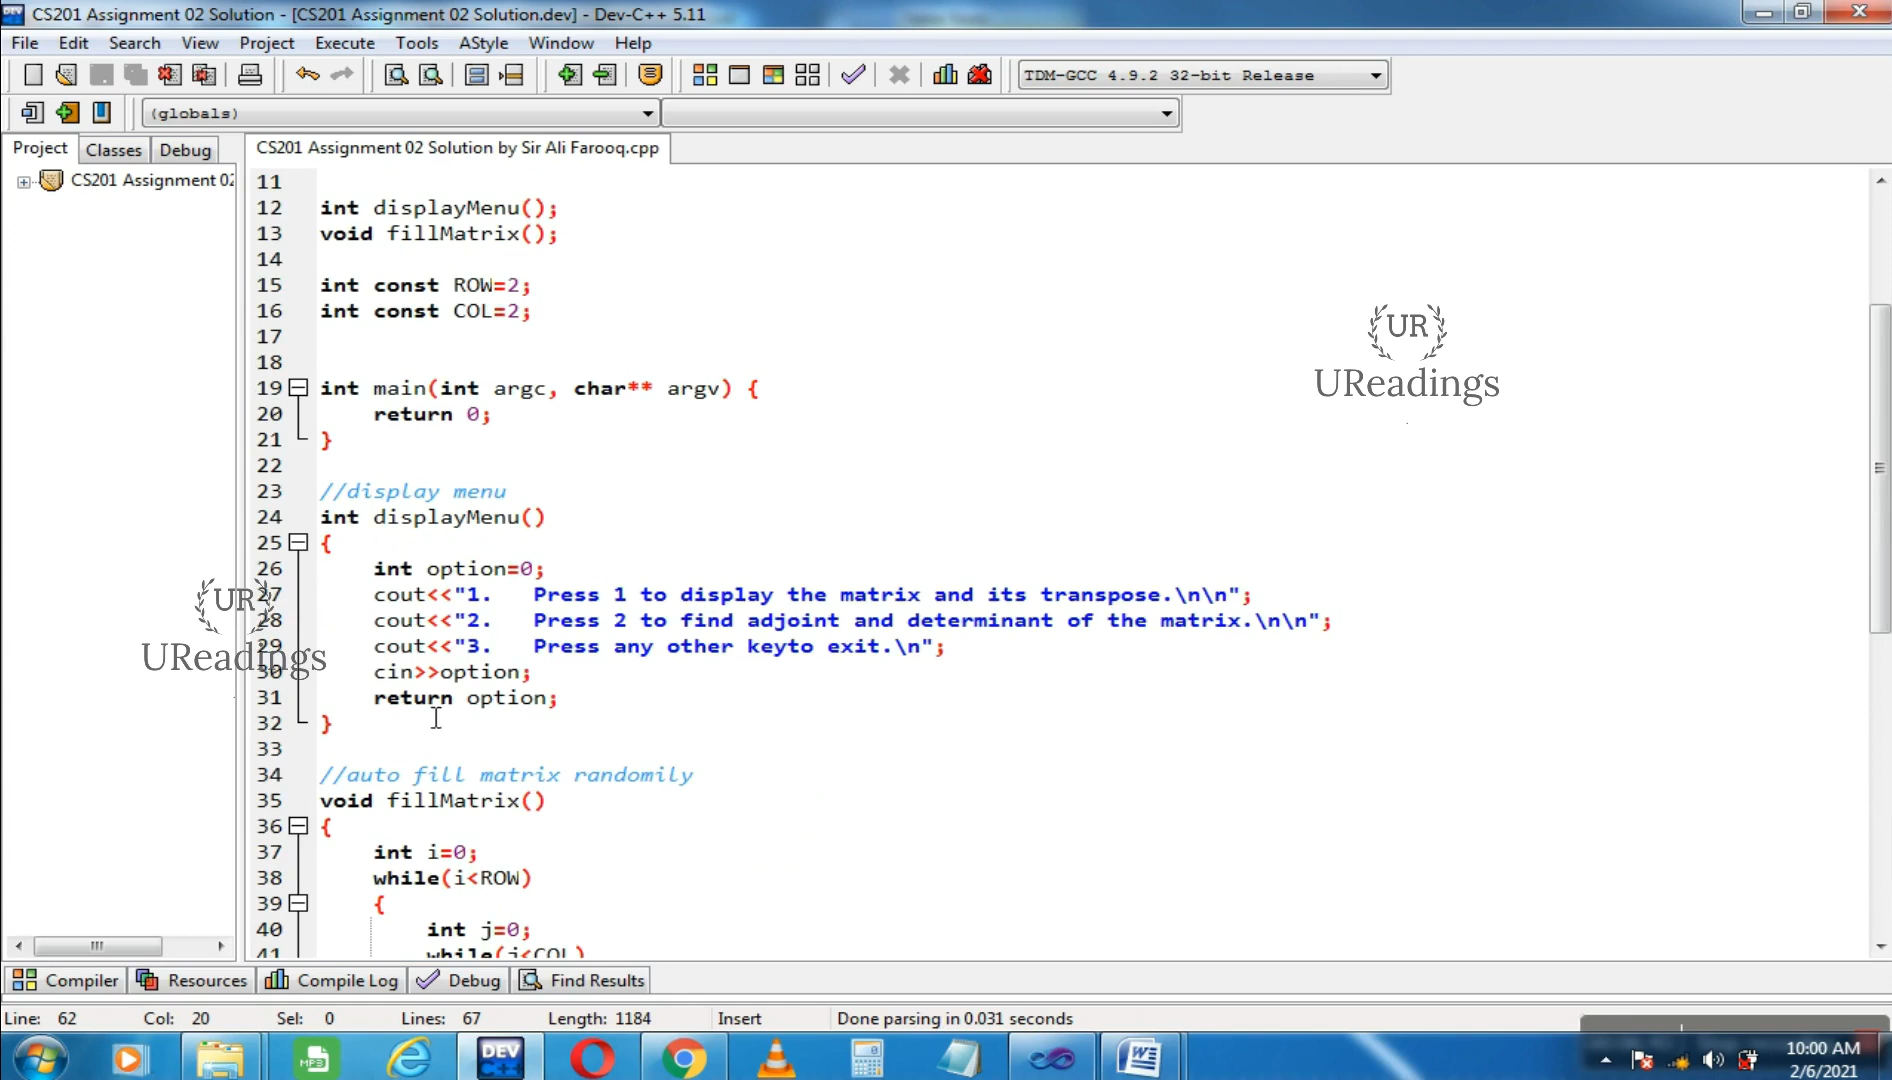 CS201 Assignment 02 Solution - [CS201 Assignment 02 Solution.dev] - Dev-C++ 5.11
File Edit Search View Project Execute Tools AStyle Window Help
TDM-GCC 4.9.2 32-bit Release
(globals)
Project Classes Debug
CS201 Assignment 02 Solution by Sir Ali Farooq.cpp
CS201 Assignment 02
11
12 int displayMenu();
13 void fillMatrix();
14
15 int const ROW=2;
16 int const COL=2;
17
18
19 int main(int argc, char** argv) {
20 return 0;
21 }
22
23 //display menu
24 int displayMenu()
25 {
26 int option=0;
27 cout<<"1.   Press 1 to display the matrix and its transpose.\n\n";
28 cout<<"2.   Press 2 to find adjoint and determinant of the matrix.\n\n";
29 cout<<"3.   Press any other keyto exit.\n";
30 cin>>option;
31 return option;
32 }
33
34 //auto fill matrix randomily
35 void fillMatrix()
36 {
37 int i=0;
38 while(i<ROW)
39 {
40 int j=0;
41 while(j<COL)
UR
UReadings
UR
UReadings
Compiler Resources Compile Log Debug Find Results
Line: 62 Col: 20 Sel: 0 Lines: 67 Length: 1184 Insert Done parsing in 0.031 seconds
MP3
DEV
C++
W
10:00 AM
2/6/2021